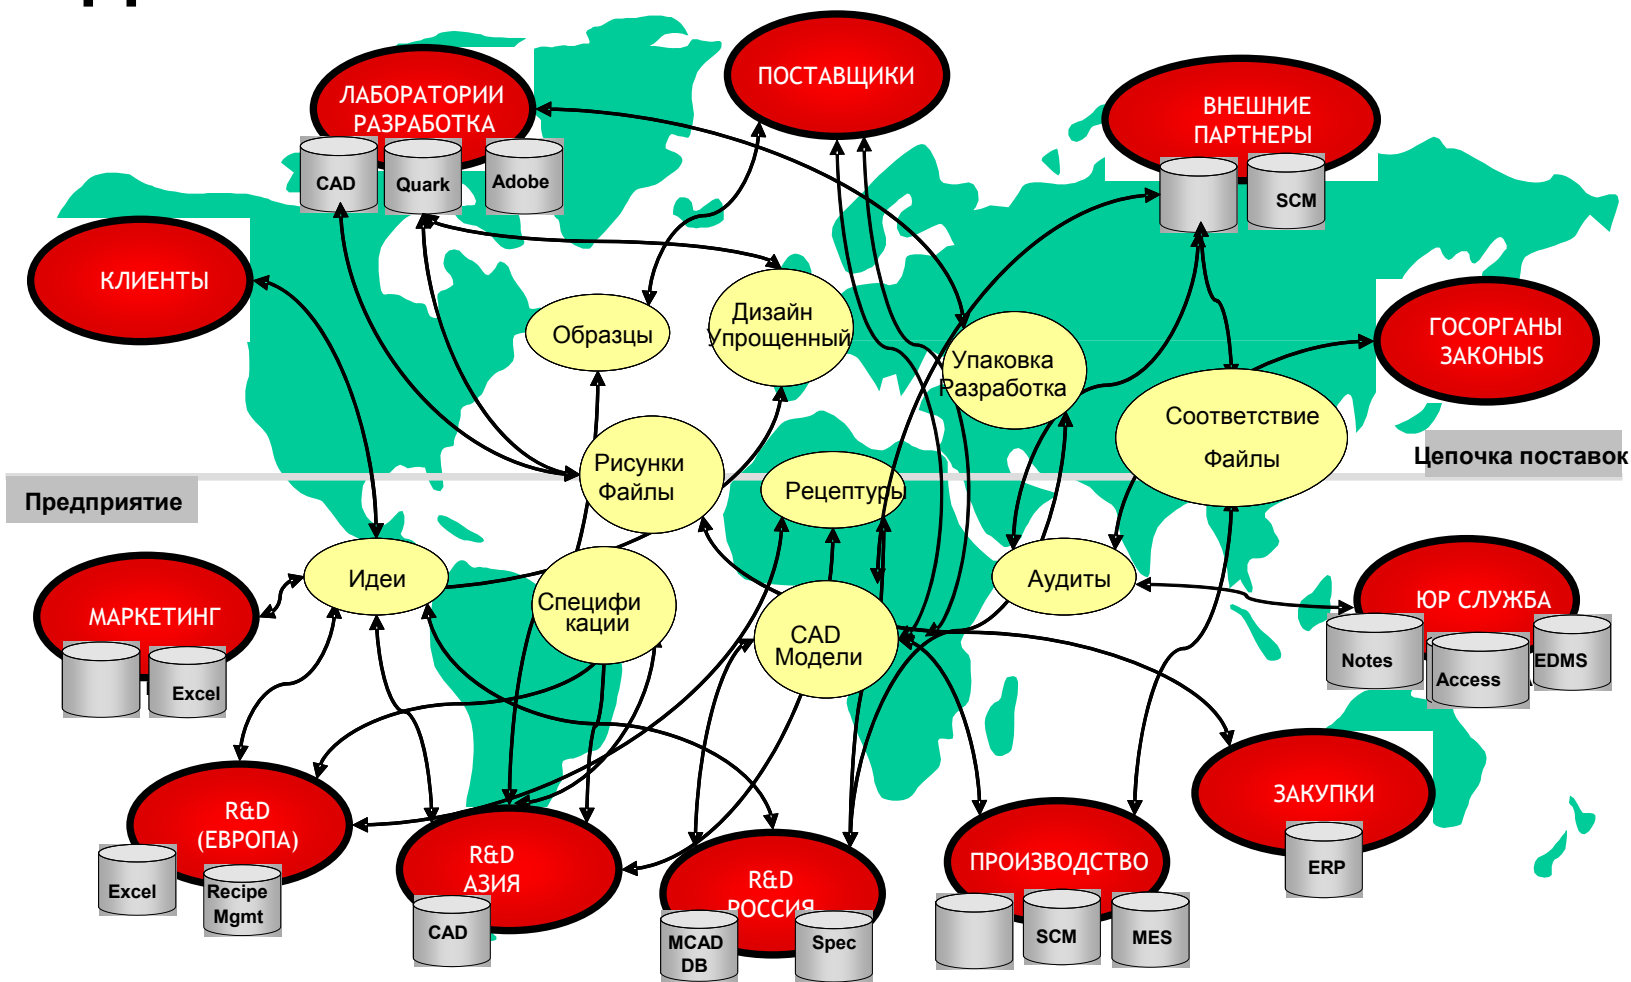 ПОСТАВЩИКИ
ЛАБОРАТОРИИ
РАЗРАБОТКА
CAD
Quark
Adobe
ВНЕШНИЕ
ПАРТНЕРЫ
SCM
КЛИЕНТЫ
Образцы
Дизайн
Упрощенный
Упаковка
Разработка
ГОСОРГАНЫ
ЗАКОНЫS
Соответствие
Файлы
Рисунки
Файлы
Рецептуры
Цепочка поставок
Предприятие
Идеи
Специфи
кации
CAD
Модели
Аудиты
МАРКЕТИНГ
Excel
ЮР СЛУЖБА
Notes
Access
EDMS
R&D
(ЕВРОПА)
Excel
Recipe
Mgmt
R&D
АЗИЯ
CAD
R&D
РОССИЯ
MCAD
DB
Spec
ПРОИЗВОДСТВО
SCM
MES
ЗАКУПКИ
ERP